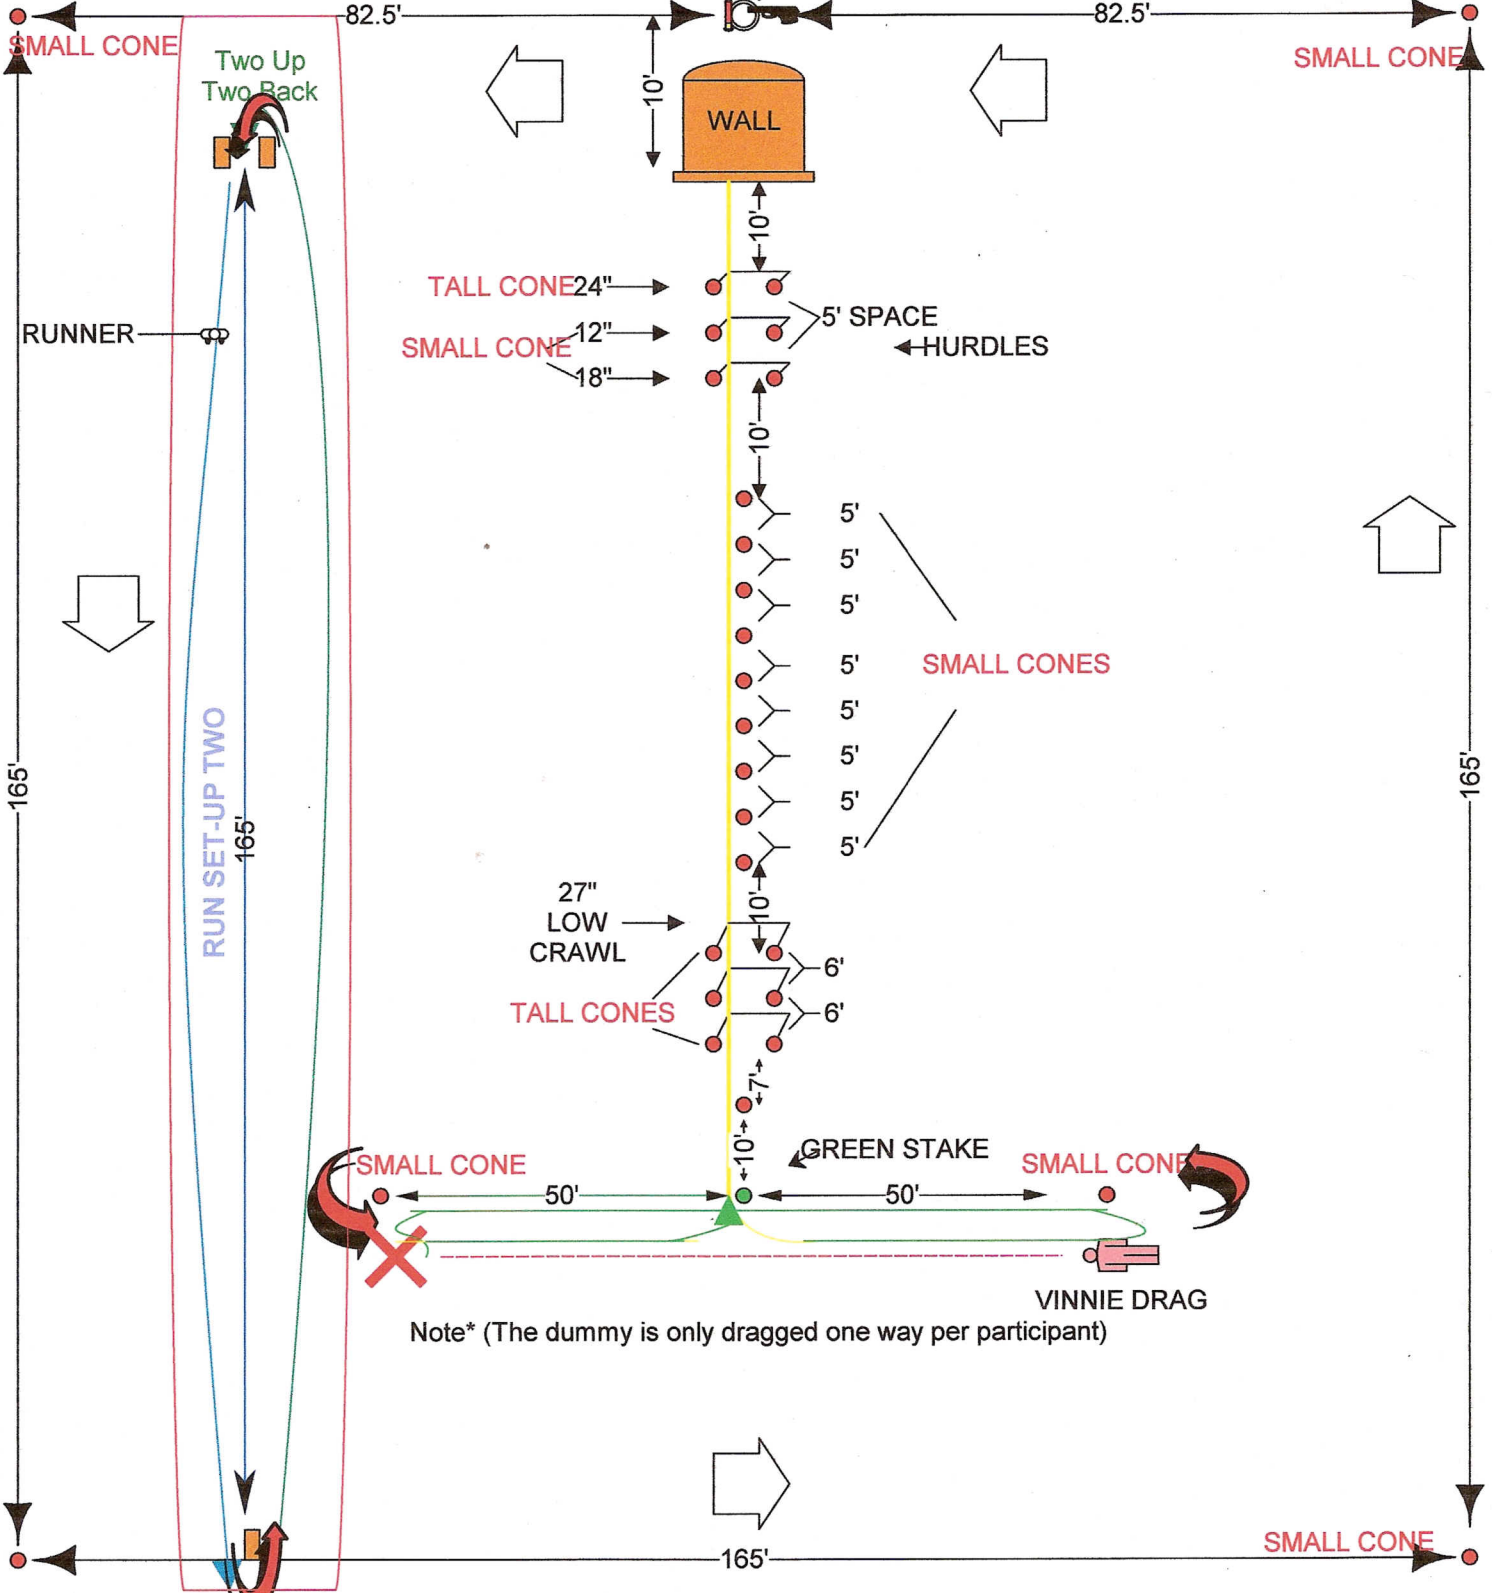 82.5'
82.5'
SMALL CONE
SMALL CONE
Two Up
Two Back
10'
WALL
10'
TALL CONE 24"
5' SPACE
RUNNER
SMALL CONE 12"
HURDLES
18"
10'
5'
5'
5'
5'
SMALL CONES
5'
5'
5'
5'
165'
165'
RUN SET-UP TWO
165'
27"
LOW
CRAWL
10'
6'
TALL CONES
6'
7'
10'
GREEN STAKE
SMALL CONE
SMALL CONE
50'
50'
VINNIE DRAG
Note* (The dummy is only dragged one way per participant)
SMALL CONE
165'